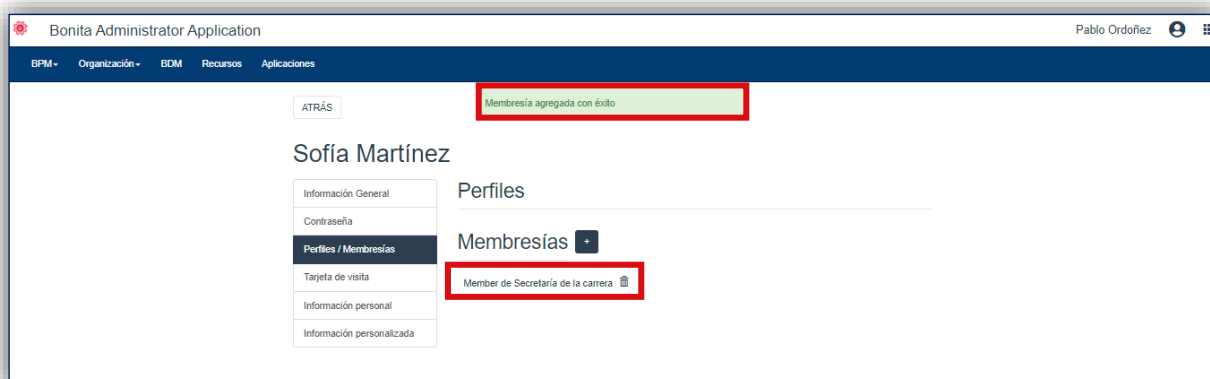 Bonita Administrator Application
Pablo Ordoñez
BPM Organización BDM Recursos Aplicaciones
ATRÁS
Membresía agregada con éxito
Sofía Martínez
Información General
Contraseña
Perfiles / Membresías
Tarjeta de visita
Información personal
Información personalizada
Perfiles
Membresías +
Member de Secretaría de la carrera